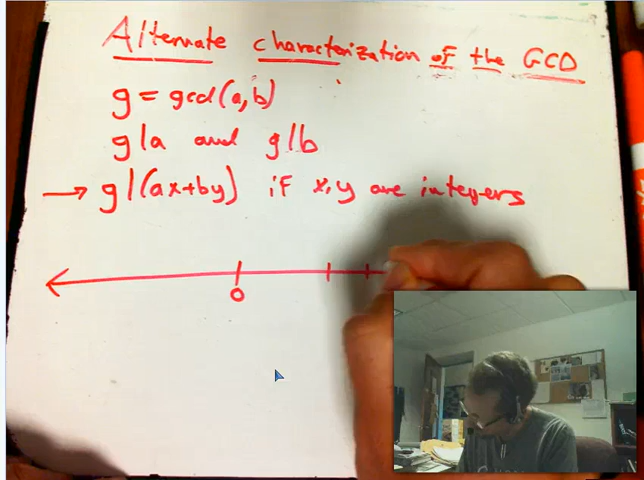 Alternate characterization of the GCD
g = gcd(a,b)
g|a and g|b
→ g|(ax+by) if x,y are integers
0